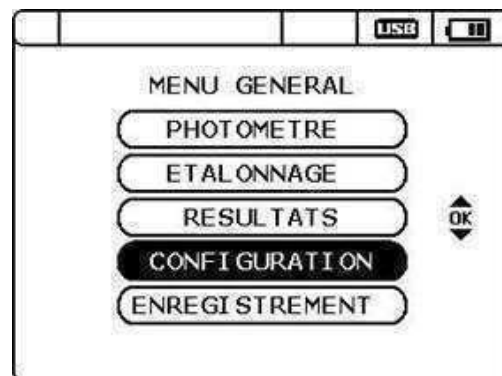 USB
MENU GENERAL
PHOTOMETRE
ETALONNAGE
RESULTATS
OK
CONFIGURATION
ENREGISTREMENT